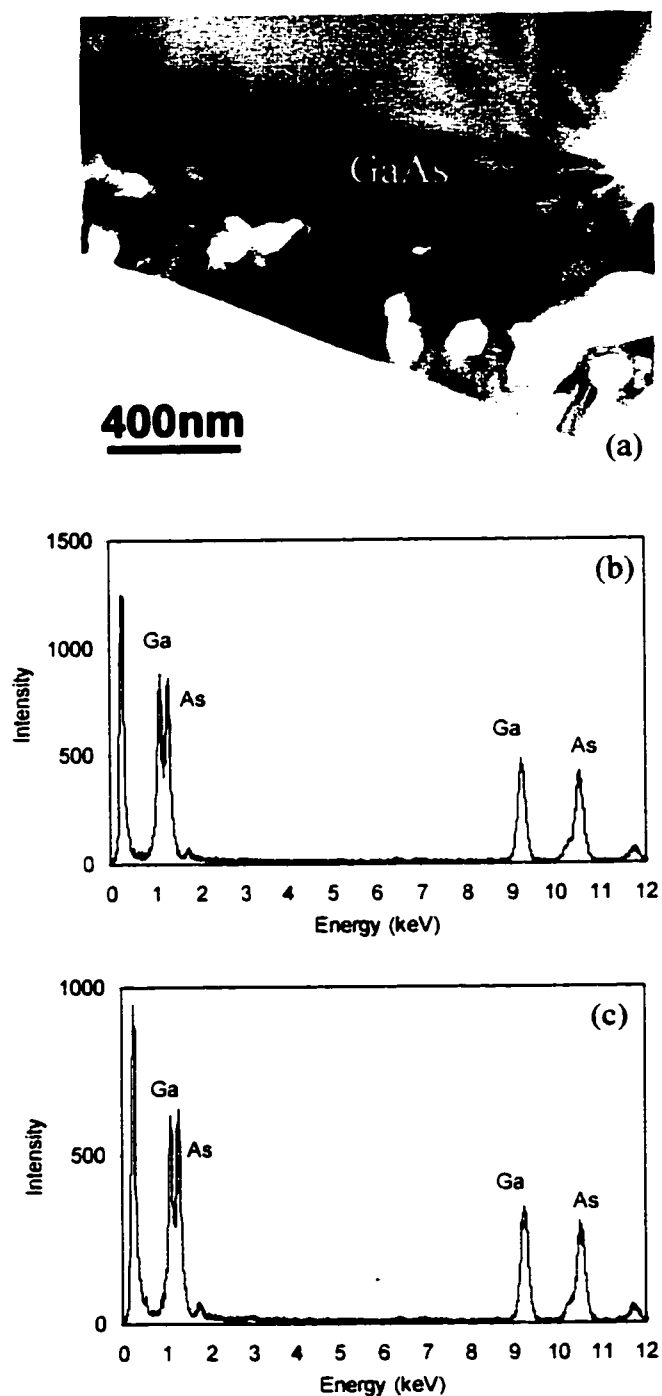 GaAs
400nm
(a)
(b)
1500
1000
500
0
Intensity
Ga
As
Ga
As
0 1 2 3 4 5 6 7 8 9 10 11 12
Energy (keV)
(c)
1000
500
0
Intensity
Ga
As
Ga
As
0 1 2 3 4 5 6 7 8 9 10 11 12
Energy (keV)